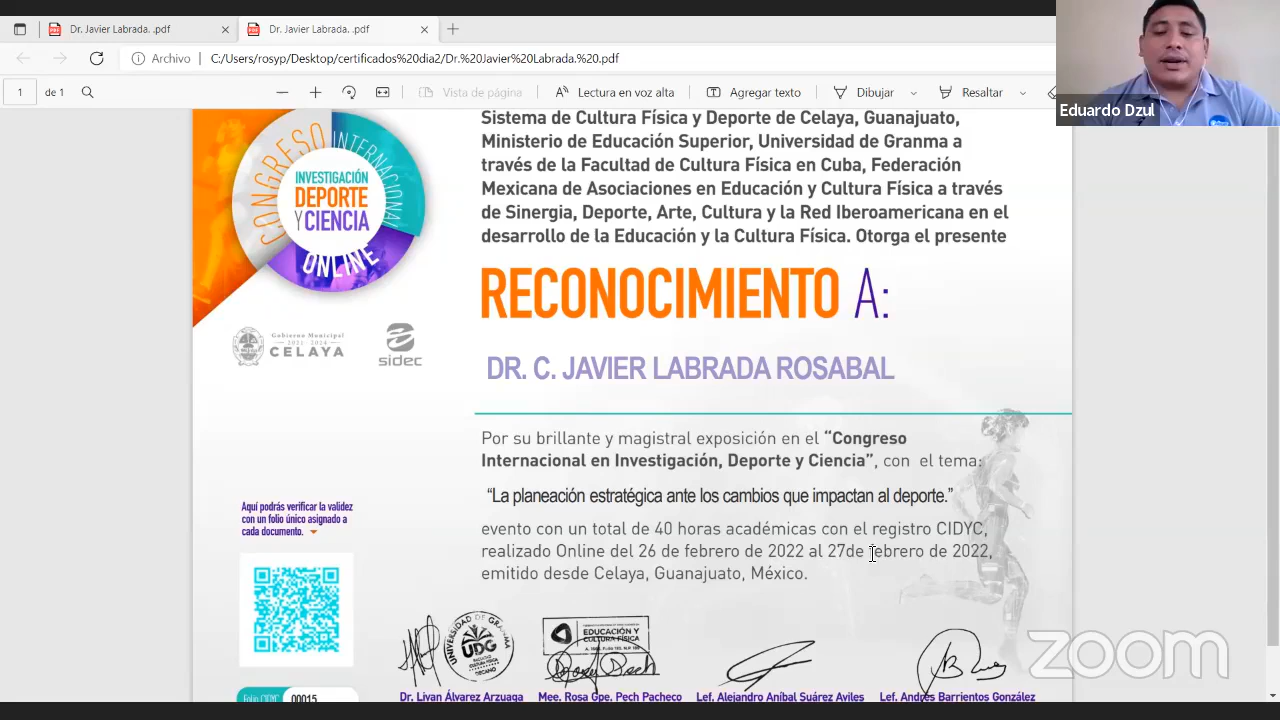 Dr. Javier Labrada. .pdf
Dr. Javier Labrada. .pdf
Archivo
C:/Users/rosyp/Desktop/certificados%20dia2/Dr.%20Javier%20Labrada.%20.pdf
1 de 1
Vista de página
Lectura en voz alta
Agregar texto
Dibujar
Resaltar
Eduardo Dzul
CONGRESO INTERNACIONAL
INVESTIGACIÓN
DEPORTE
Y CIENCIA
ONLINE
Gobierno Municipal
2021 - 2024
CELAYA
sidec
Sistema de Cultura Física y Deporte de Celaya, Guanajuato,
Ministerio de Educación Superior, Universidad de Granma a
través de la Facultad de Cultura Física en Cuba, Federación
Mexicana de Asociaciones en Educación y Cultura Física a través
de Sinergia, Deporte, Arte, Cultura y la Red Iberoamericana en el
desarrollo de la Educación y la Cultura Física. Otorga el presente
RECONOCIMIENTO A:
DR. C. JAVIER LABRADA ROSABAL
Por su brillante y magistral exposición en el “Congreso
Internacional en Investigación, Deporte y Ciencia”, con el tema:
“La planeación estratégica ante los cambios que impactan al deporte.”
evento con un total de 40 horas académicas con el registro CIDYC,
realizado Online del 26 de febrero de 2022 al 27de febrero de 2022,
emitido desde Celaya, Guanajuato, México.
Aquí podrás verificar la validez
con un folio único asignado a
cada documento.
Folio CIDYC 00015
UNIVERSIDAD DE GRANMA
UDG
EDUCACIÓN Y
CULTURA FÍSICA
Dr. Livan Álvarez Arzuaga
Mee. Rosa Gpe. Pech Pacheco
Lef. Alejandro Aníbal Suárez Aviles
Lef. Andrés Barrientos González
zoom